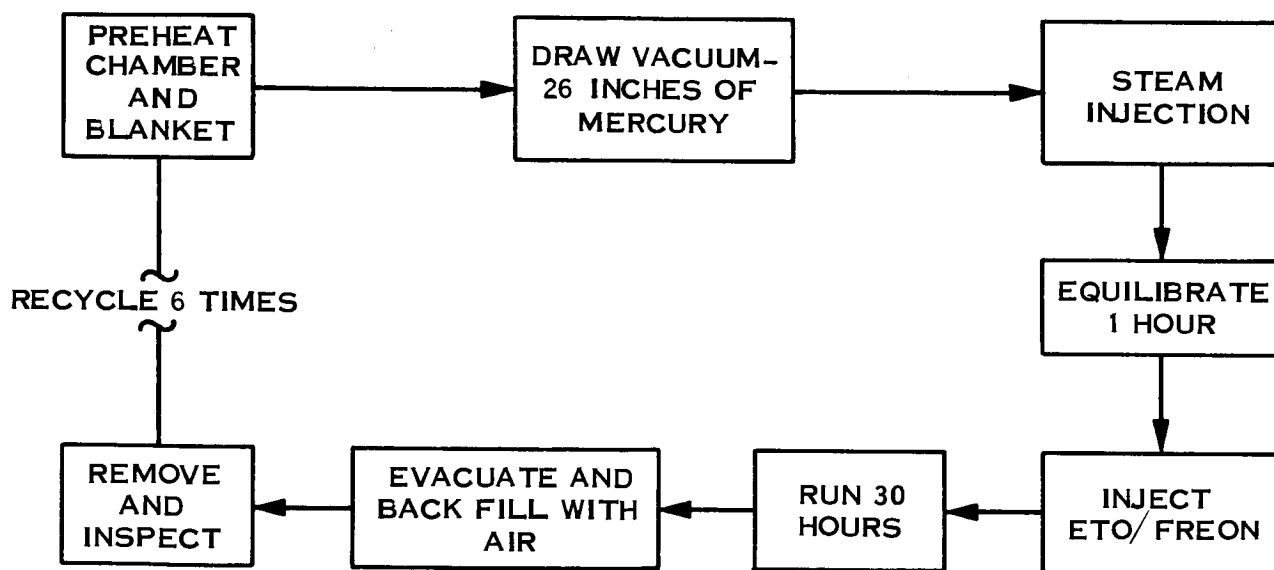 PREHEAT
CHAMBER
AND
BLANKET
DRAW VACUUM-
26 INCHES OF
MERCURY
STEAM
INJECTION
EQUILIBRATE
1 HOUR
INJECT
ETO/FREON
RUN 30
HOURS
EVACUATE AND
BACK FILL WITH
AIR
REMOVE
AND
INSPECT
RECYCLE 6 TIMES